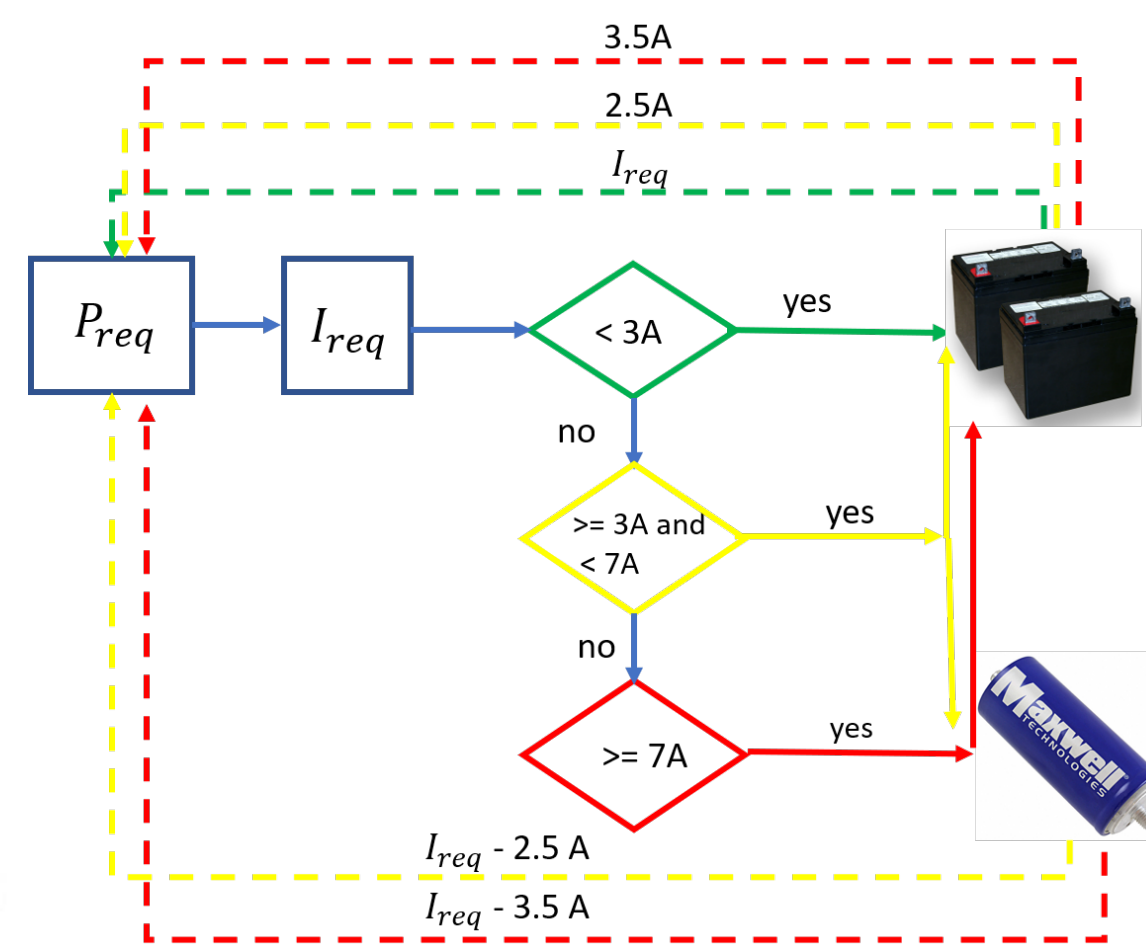 3.5A
2.5A
I_req
P_req
I_req
< 3A
yes
no
>= 3A and
< 7A
yes
no
>= 7A
yes
Maxwell
TECHNOLOGIES
I_req - 2.5 A
I_req - 3.5 A